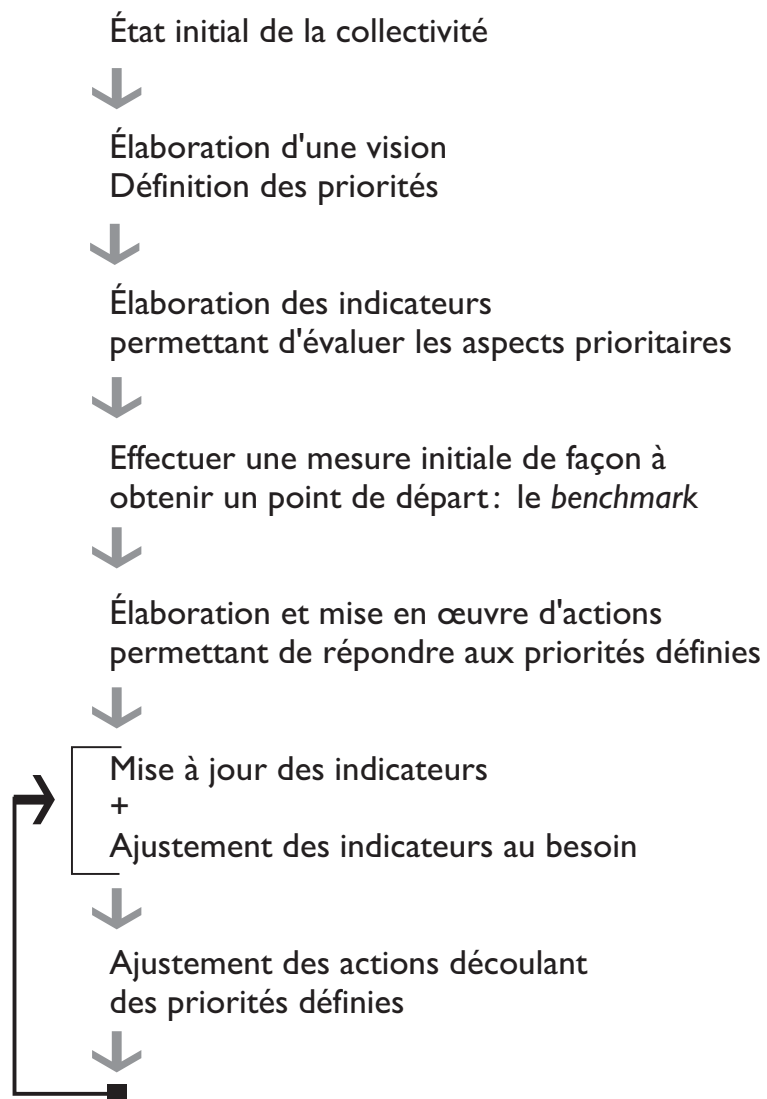 État initial de la collectivité
Élaboration d'une vision
Définition des priorités
Élaboration des indicateurs
permettant d'évaluer les aspects prioritaires
Effectuer une mesure initiale de façon à
obtenir un point de départ : le benchmark
Élaboration et mise en œuvre d'actions
permettant de répondre aux priorités définies
Mise à jour des indicateurs
+
Ajustement des indicateurs au besoin
Ajustement des actions découlant
des priorités définies